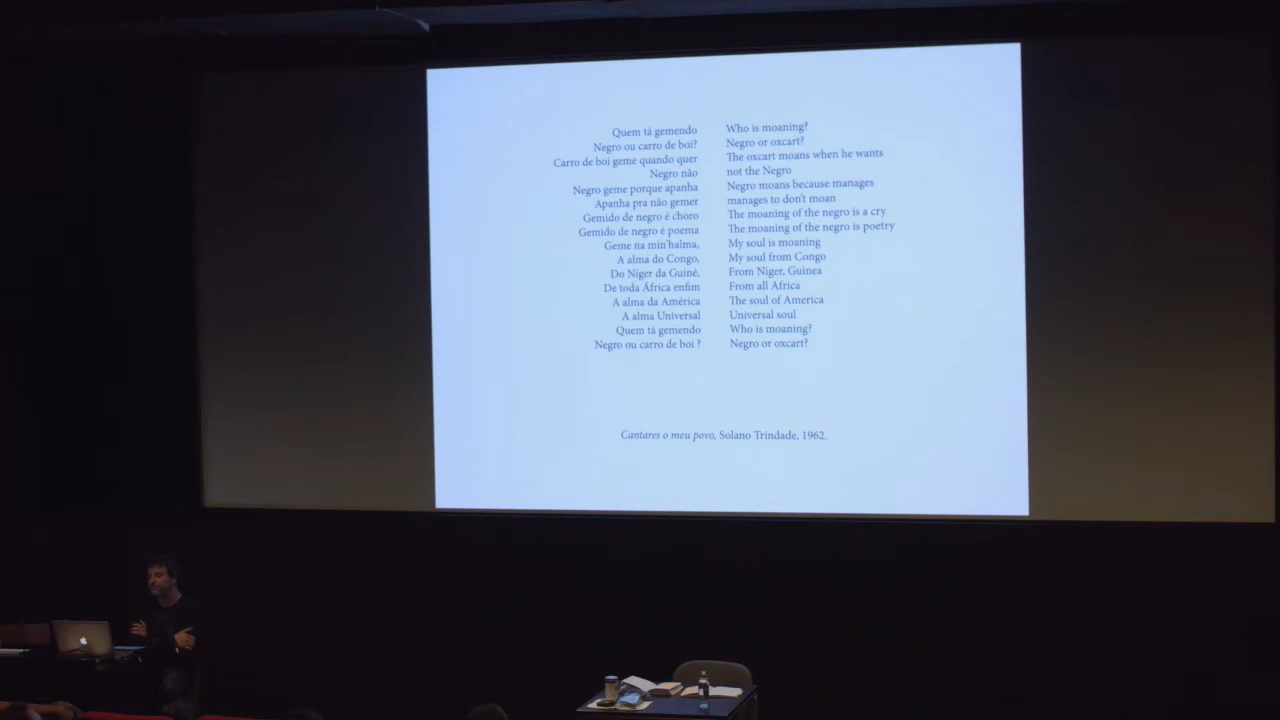 Quem tá gemendo
Negro ou carro de boi?
Carro de boi geme quando quer
Negro não
Negro geme porque apanha
Apanha pra não gemer
Gemido de negro é choro
Gemido de negro é poema
Geme na min'halma,
A alma do Congo,
Do Níger da Guiné,
De toda África enfim
A alma da América
A alma Universal
Quem tá gemendo
Negro ou carro de boi ?
Who is moaning?
Negro or oxcart?
The oxcart moans when he wants
not the Negro
Negro moans because manages
manages to don't moan
The moaning of the negro is a cry
The moaning of the negro is poetry
My soul is moaning
My soul from Congo
From Niger, Guinea
From all Africa
The soul of America
Universal soul
Who is moaning?
Negro or oxcart?
Cantares o meu povo, Solano Trindade, 1962.